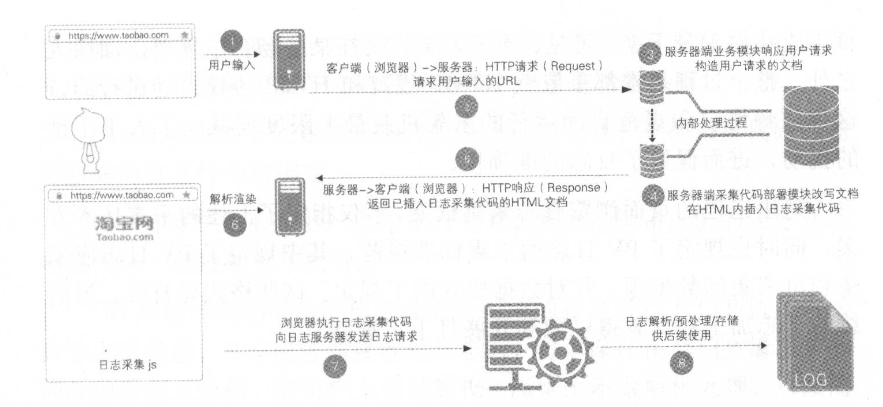 https://www.taobao.com
1
用户输入
客户端（浏览器）->服务器：HTTP请求（Request）
请求用户输入的URL
2
3
服务器端业务模块响应用户请求
构造用户请求的文档
内部处理过程
4
服务器端采集代码部署模块改写文档
在HTML内插入日志采集代码
5
服务器->客户端（浏览器）：HTTP响应（Response）
返回已插入日志采集代码的HTML文档
解析渲染
6
https://www.taobao.com
淘宝网
Taobao.com
日志采集 js
浏览器执行日志采集代码
向日志服务器发送日志请求
7
日志解析/预处理/存储
供后续使用
8
LOG